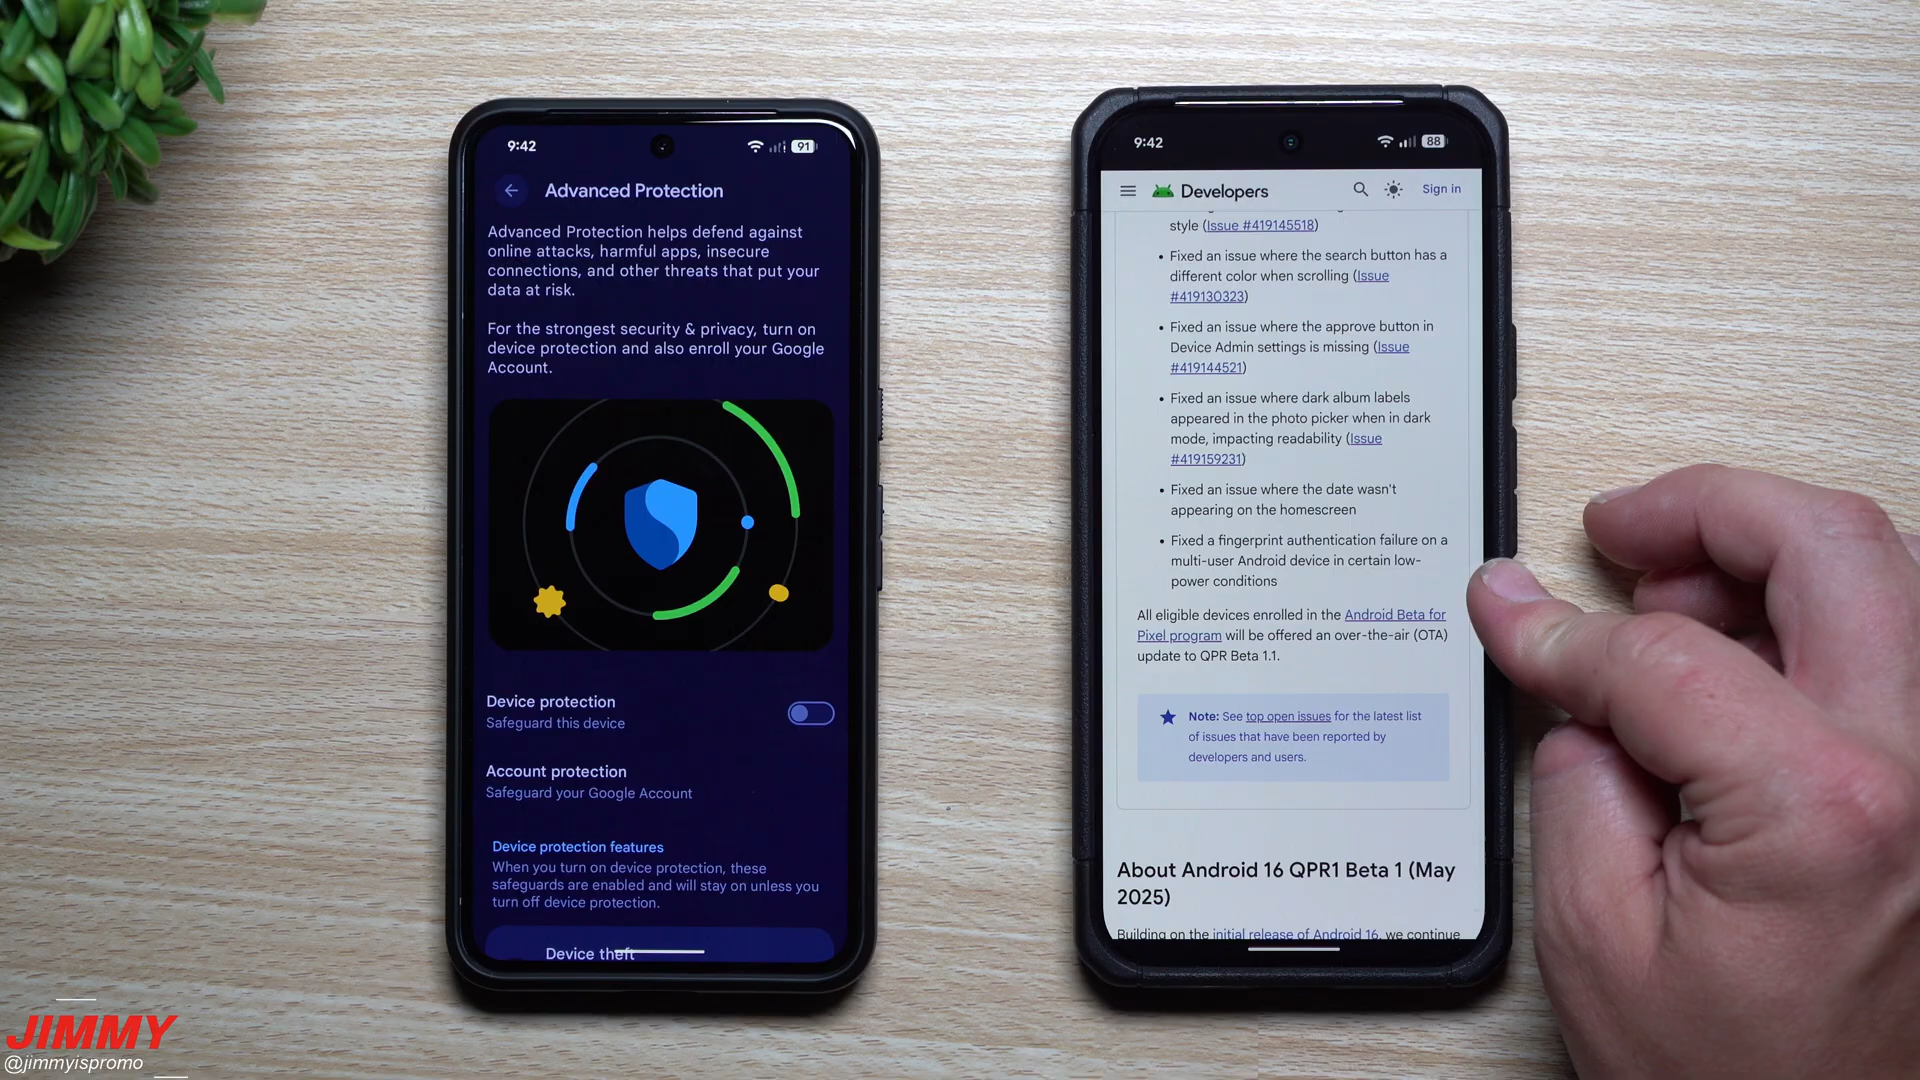 9:42
91
Advanced Protection
Advanced Protection helps defend against
online attacks, harmful apps, insecure
connections, and other threats that put your
data at risk.
For the strongest security & privacy, turn on
device protection and also enroll your Google
Account.
Device protection
Safeguard this device
Account protection
Safeguard your Google Account
Device protection features
When you turn on device protection, these
safeguards are enabled and will stay on unless you
turn off device protection.
Device theft
9:42
88
Developers
Sign in
style (Issue #419145518)
• Fixed an issue where the search button has a
different color when scrolling (Issue
#419130323)
• Fixed an issue where the approve button in
Device Admin settings is missing (Issue
#419144521)
• Fixed an issue where dark album labels
appeared in the photo picker when in dark
mode, impacting readability (Issue
#419159231)
• Fixed an issue where the date wasn't
appearing on the homescreen
• Fixed a fingerprint authentication failure on a
multi-user Android device in certain low-
power conditions
All eligible devices enrolled in the Android Beta for
Pixel program will be offered an over-the-air (OTA)
update to QPR Beta 1.1.
Note: See top open issues for the latest list
of issues that have been reported by
developers and users.
About Android 16 QPR1 Beta 1 (May
2025)
Building on the initial release of Android 16, we continue
JIMMY
@jimmyispromo